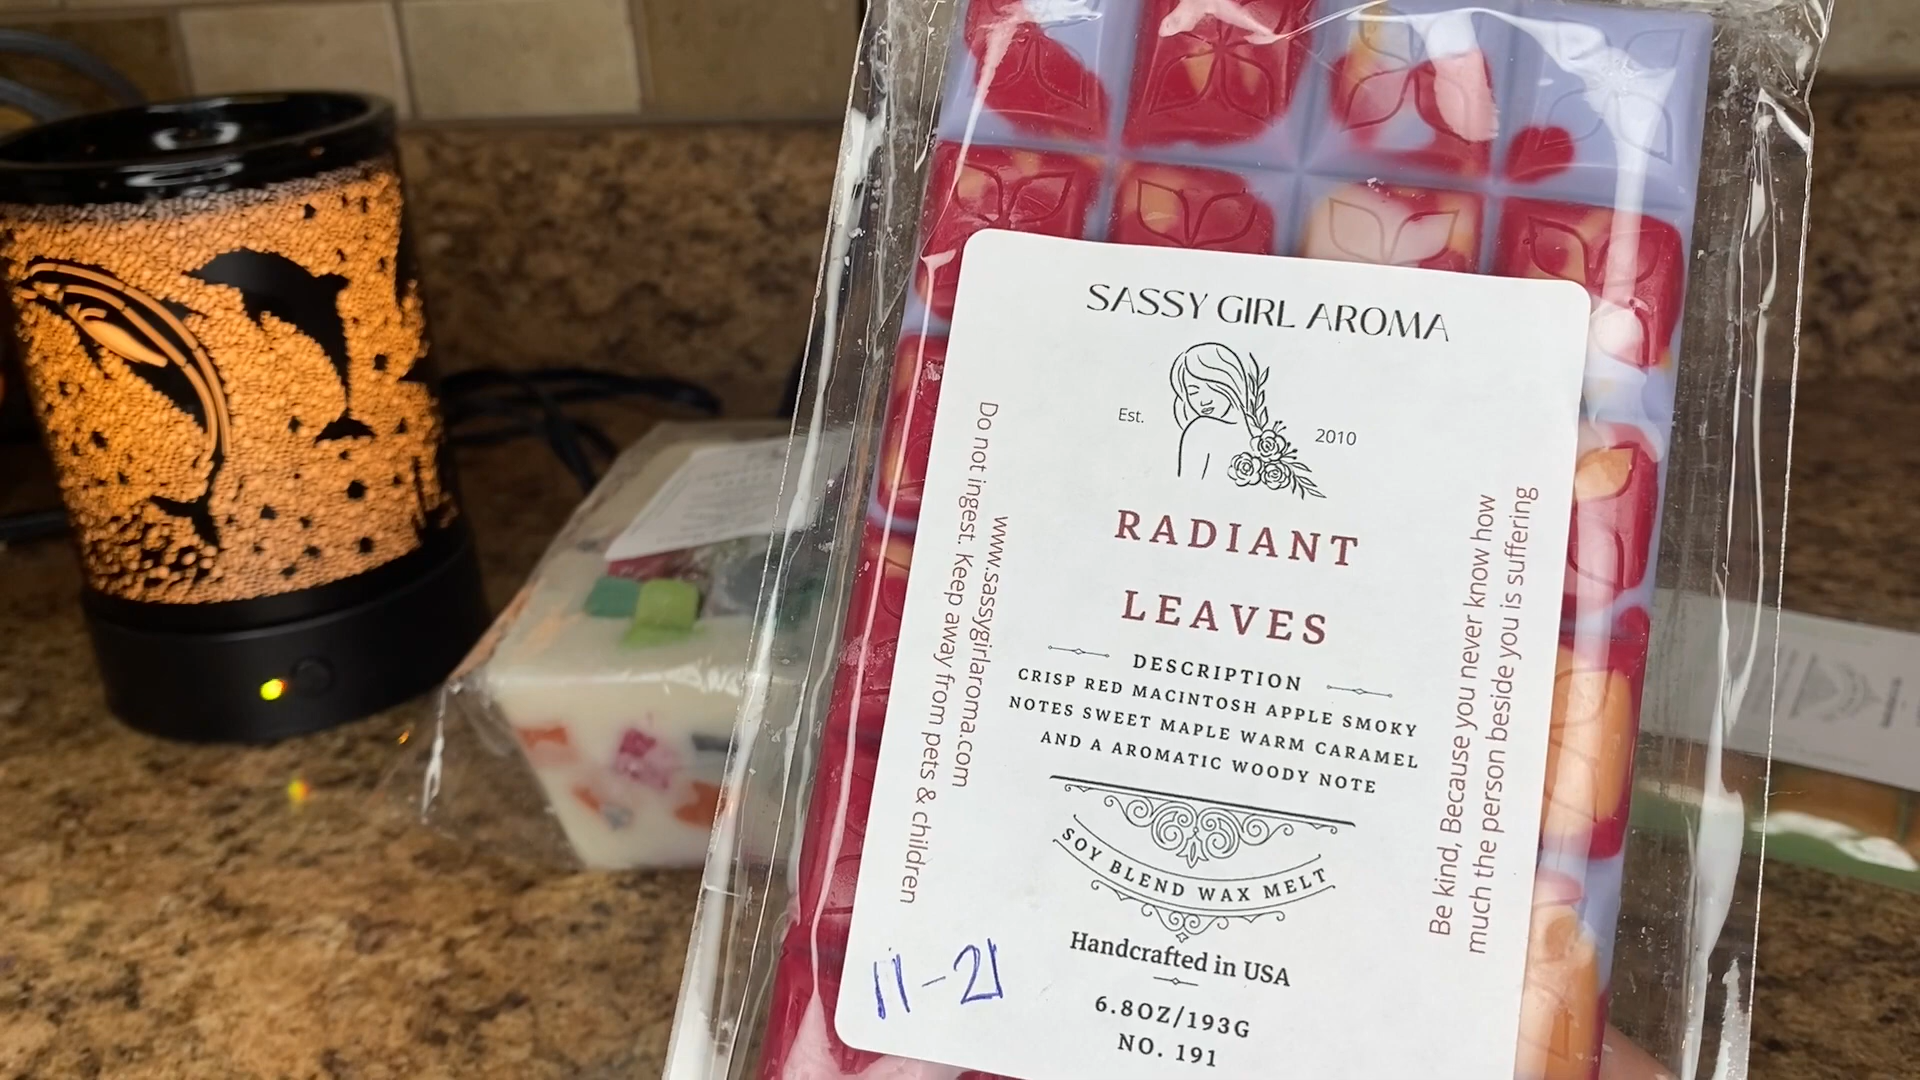 SASSY GIRL AROMA
Est.
2010
RADIANT
LEAVES
DESCRIPTION
CRISP RED MACINTOSH APPLE SMOKY
NOTES SWEET MAPLE WARM CARAMEL
AND A AROMATIC WOODY NOTE
SOY BLEND WAX MELT
Handcrafted in USA
6.8OZ/193G
NO. 191
11-21
www.sassygirlaroma.com
Do not ingest. Keep away from pets & children
Be kind, Because you never know how
much the person beside you is suffering